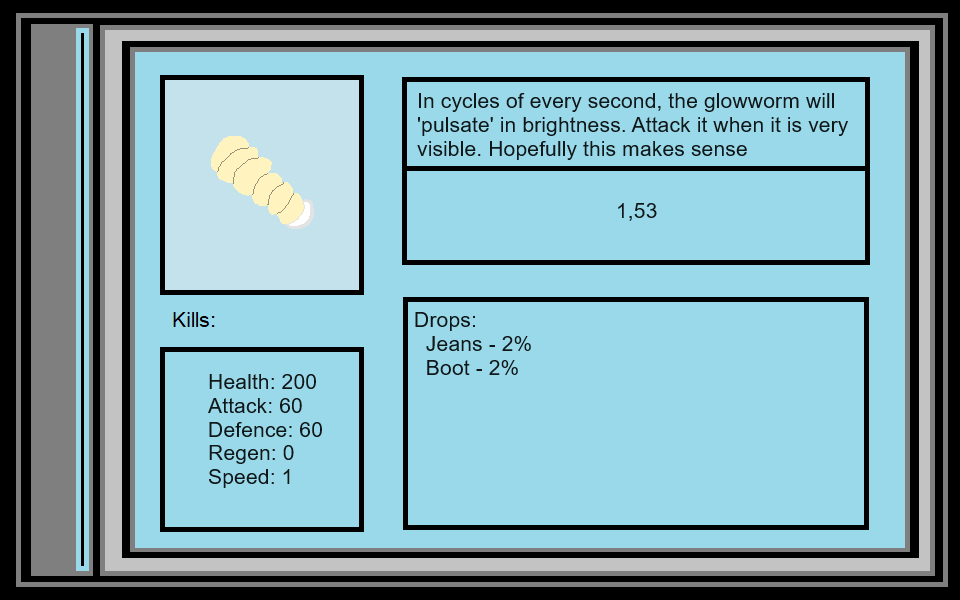 In cycles of every second, the glowworm will
'pulsate' in brightness. Attack it when it is very
visible. Hopefully this makes sense
1,53
Kills:
Health: 200
Attack: 60
Defence: 60
Regen: 0
Speed: 1
Drops:
Jeans - 2%
Boot - 2%